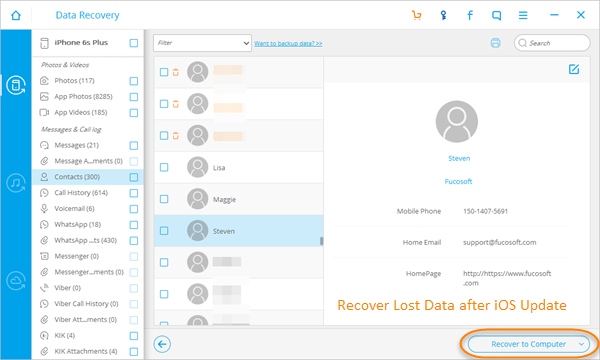 Data Recovery
iPhone 6s Plus
Photos & Videos
Photos (117)
App Photos (8285)
App Videos (185)
Messages & Call log
Messages (21)
Message A...ments (0)
Contacts (300)
Call History (614)
Voicemail (6)
WhatsApp (18)
WhatsApp ...ts (430)
Messenger (0)
Messenger...ments (0)
Viber (0)
Viber Call History (0)
Viber Att...ments (0)
KIK (4)
KIK Attachments (4)
Filter
Want to backup data? >>
Search
Lisa
Maggie
Steven
Steven
Fucosoft
Mobile Phone 150-1407-5691
Home Email support@fucosoft.com
HomePage http://https://www.fucosoft
.com
Recover Lost Data after iOS Update
Recover to Computer